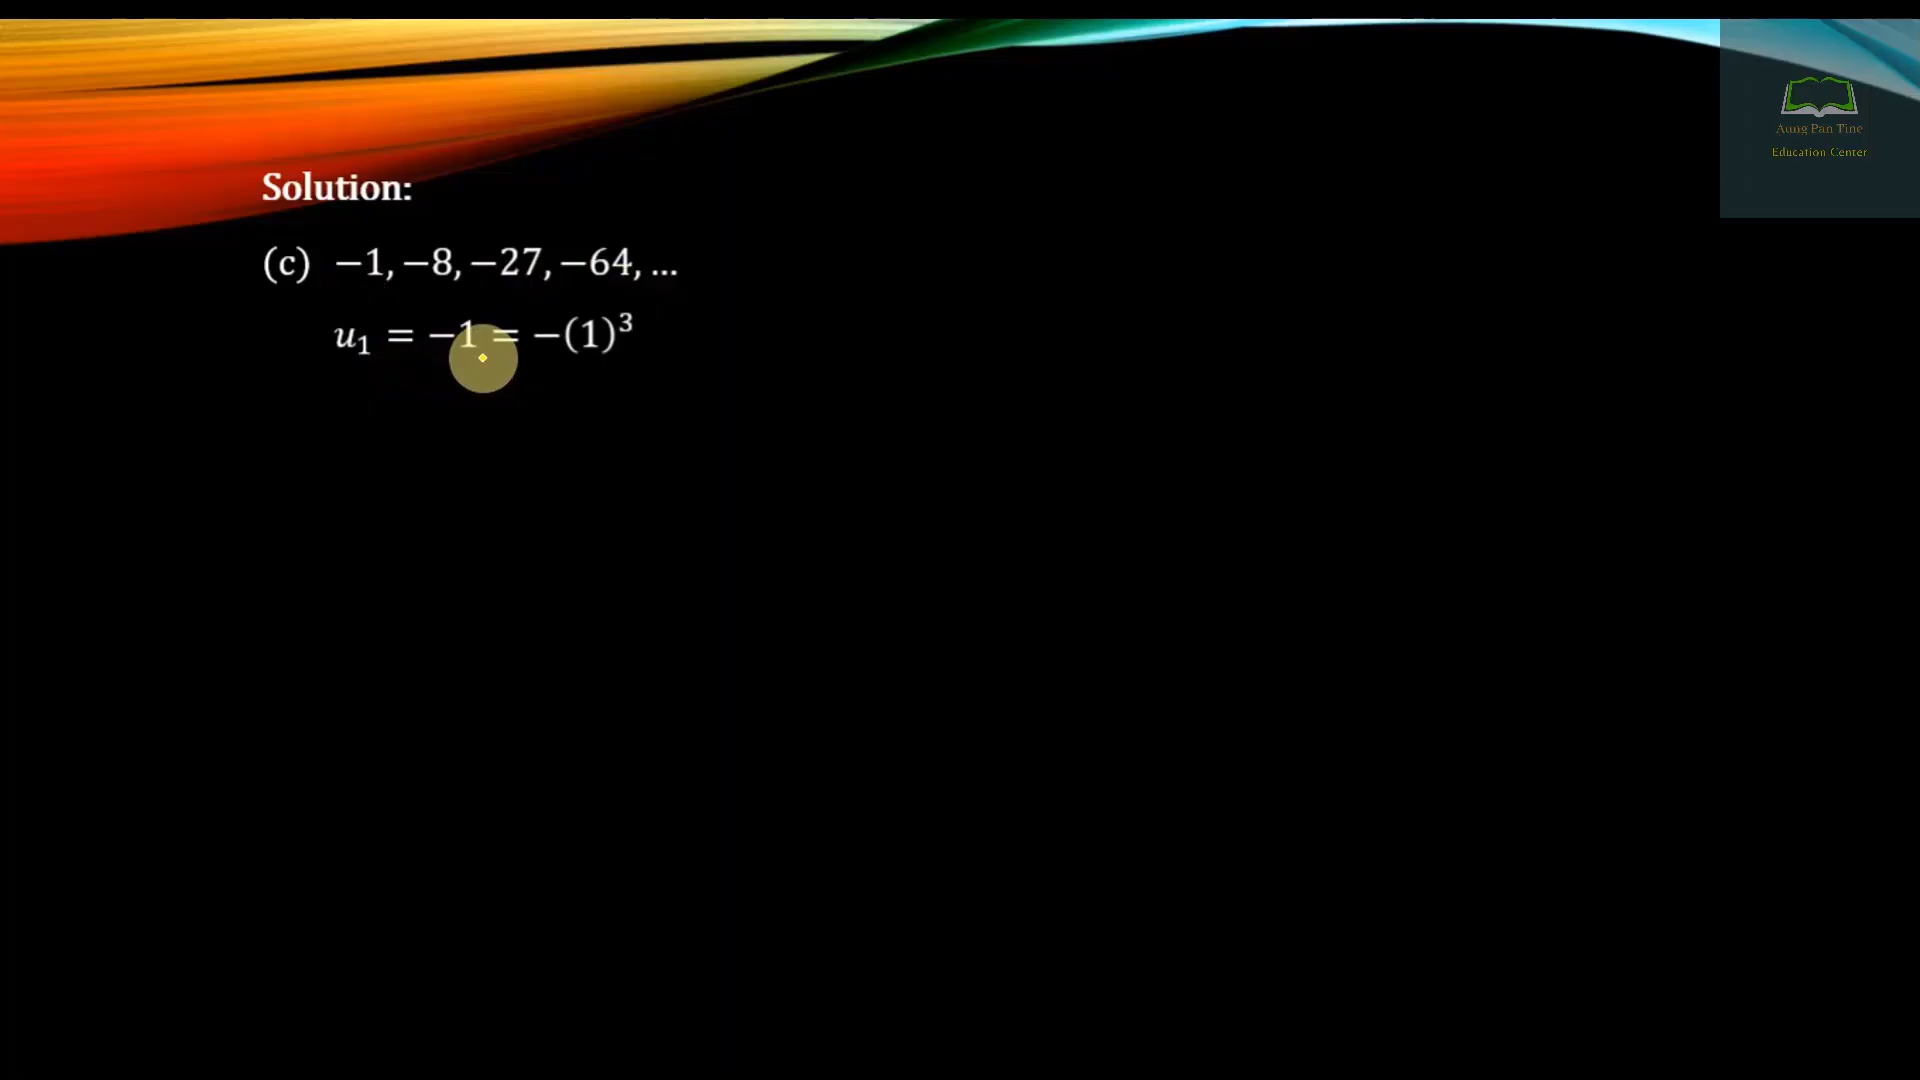 Aung Pan Tine
Education Center
Solution:
(c) −1, −8, −27, −64, ...
u₁ = −1 = −(1)³